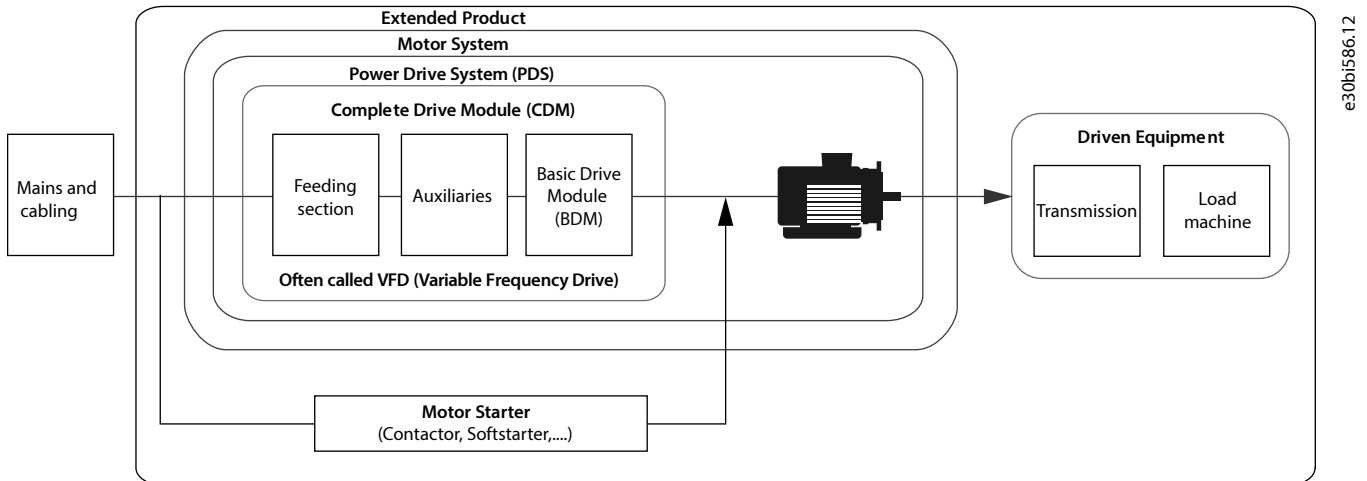 Extended Product
Motor System
Power Drive System (PDS)
Complete Drive Module (CDM)
Mains and
cabling
Feeding
section
Auxiliaries
Basic Drive
Module
(BDM)
Often called VFD (Variable Frequency Drive)
Driven Equipment
Transmission
Load
machine
Motor Starter
(Contactor, Softstarter,....)
e30bi586.12